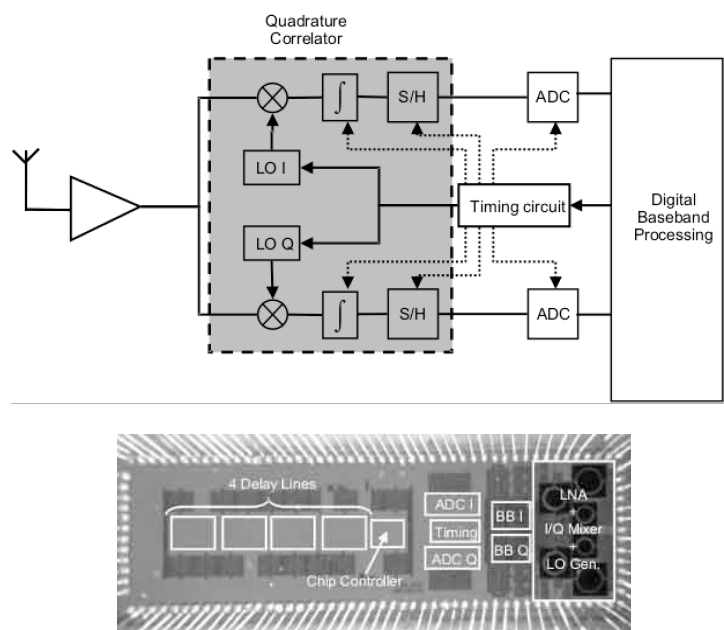 Quadrature
Correlator
∫
S/H
ADC
LO I
Timing circuit
Digital
Baseband
Processing
LO Q
∫
S/H
ADC
4 Delay Lines
Chip Controller
ADC I
Timing
ADC Q
BB I
BB Q
LNA
+
I/Q Mixer
+
LO Gen.